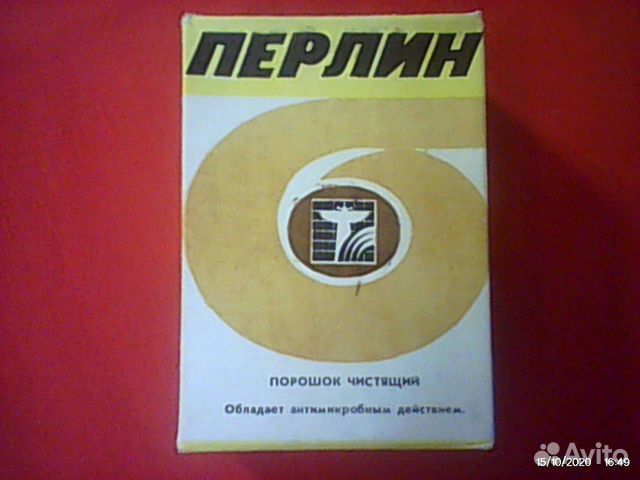 ПЕРЛИН
ПОРОШОК ЧИСТЯЩИЙ
Обладает антимикробным действием.
Avito
15/10/2020 16:49